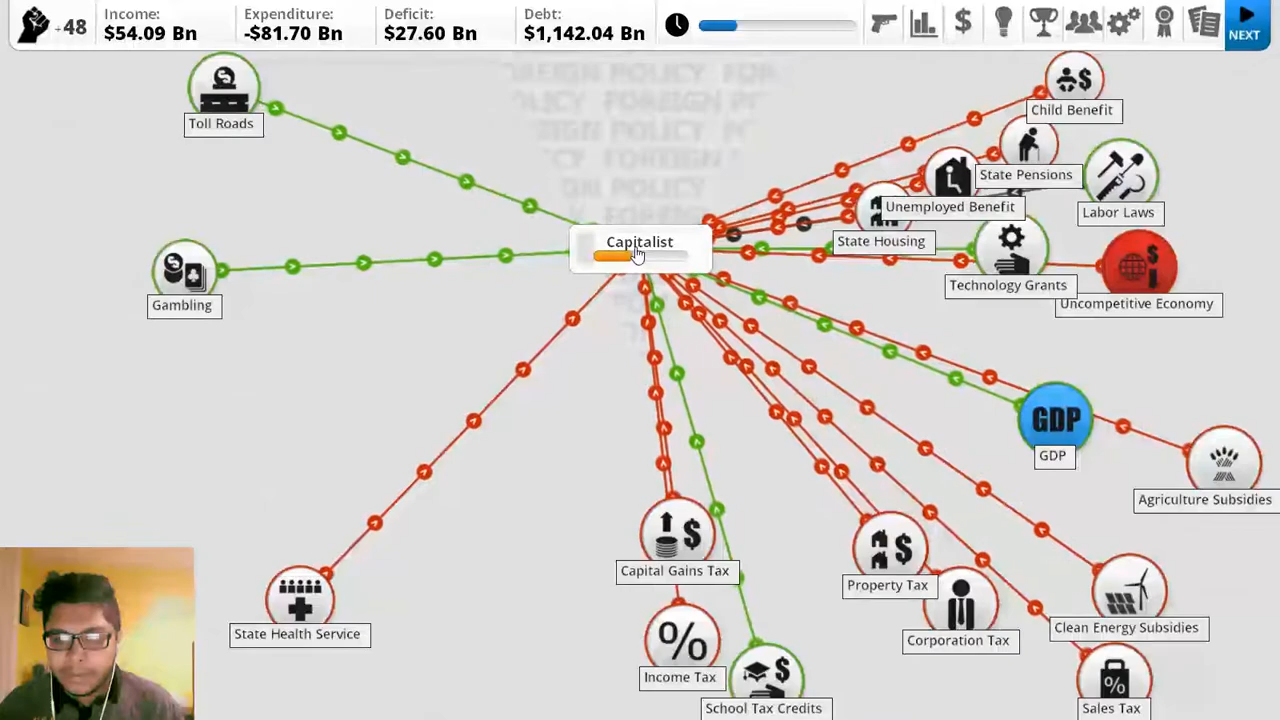 +48
Income:
$54.09 Bn
Expenditure:
-$81.70 Bn
Deficit:
$27.60 Bn
Debt:
$1,142.04 Bn
NEXT
FOREIGN POLICY
Toll Roads
Child Benefit
State Pensions
Labor Laws
Unemployed Benefit
State Housing
Capitalist
Technology Grants
Uncompetitive Economy
Gambling
GDP
GDP
Agriculture Subsidies
Capital Gains Tax
Property Tax
Corporation Tax
Clean Energy Subsidies
State Health Service
Income Tax
School Tax Credits
Sales Tax